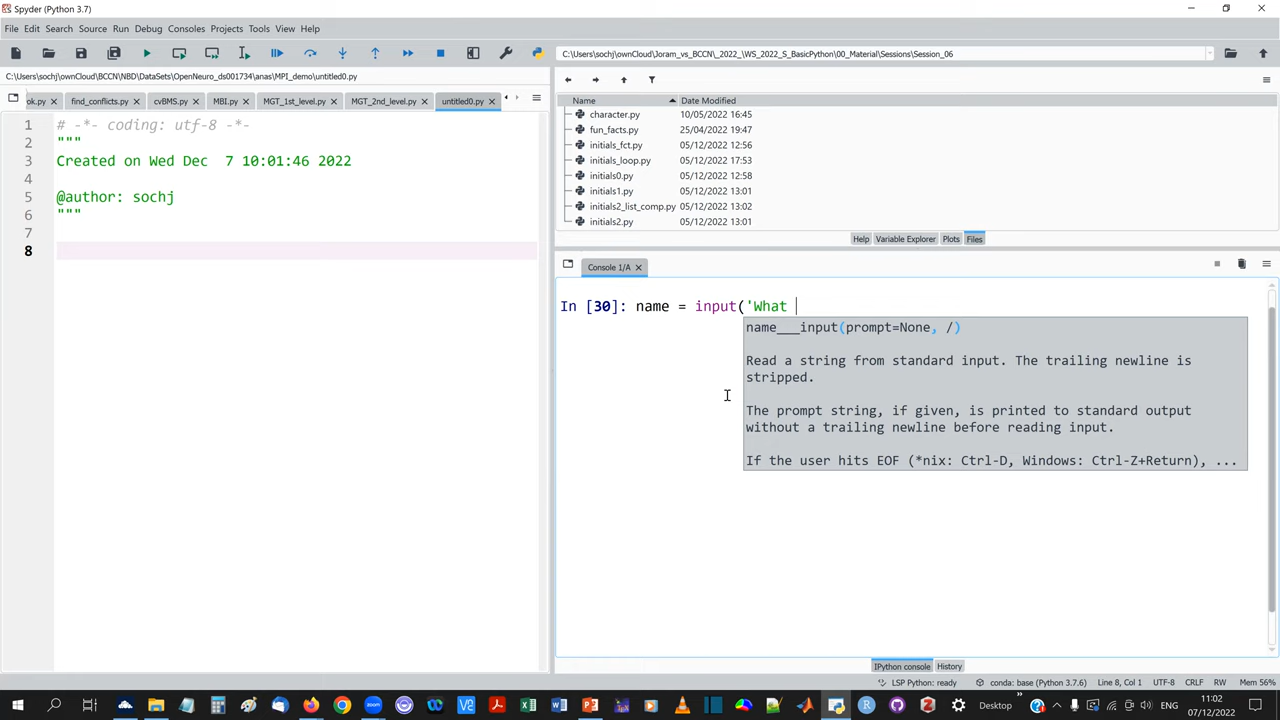 Spyder (Python 3.7)
File Edit Search Source Run Debug Consoles Projects Tools View Help
C:\Users\sochj\ownCloud\Joram_vs_BCCN\_2022_\WS_2022_S_BasicPython\00_Material\Sessions\Session_06
C:\Users\sochj\ownCloud\BCCN\NBD\DataSets\OpenNeuro_ds001734\anas\MPI_demo\untitled0.py
ok.py find_conflicts.py cvBMS.py MBI.py MGT_1st_level.py MGT_2nd_level.py untitled0.py
1 # -*- coding: utf-8 -*-
2 """
3 Created on Wed Dec  7 10:01:46 2022
4
5 @author: sochj
6 """
7
8
Name Date Modified
character.py 10/05/2022 16:45
fun_facts.py 25/04/2022 19:47
initials_fct.py 05/12/2022 12:56
initials_loop.py 05/12/2022 17:53
initials0.py 05/12/2022 12:58
initials1.py 05/12/2022 13:01
initials2_list_comp.py 05/12/2022 13:02
initials2.py 05/12/2022 13:01
Help Variable Explorer Plots Files
Console 1/A
In [30]: name = input('What
name___input(prompt=None, /)
Read a string from standard input. The trailing newline is
stripped.
The prompt string, if given, is printed to standard output
without a trailing newline before reading input.
If the user hits EOF (*nix: Ctrl-D, Windows: Ctrl-Z+Return), ...
IPython console History
LSP Python: ready conda: base (Python 3.7.6) Line 8, Col 1 UTF-8 CRLF RW Mem 56%
Desktop ENG 11:02
07/12/2022